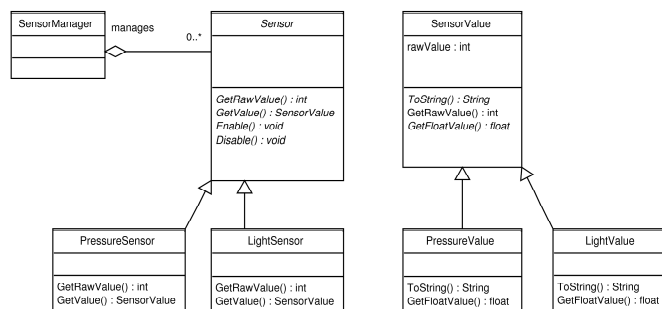 SensorManager
manages
0..*
Sensor
GetRawValue() : int
GetValue() : SensorValue
Enable() : void
Disable() : void
SensorValue
rawValue : int
ToString() : String
GetRawValue() : int
GetFloatValue() : float
PressureSensor
GetRawValue() : int
GetValue() : SensorValue
LightSensor
GetRawValue() : int
GetValue() : SensorValue
PressureValue
ToString() : String
GetFloatValue() : float
LightValue
ToString() : String
GetFloatValue() : float